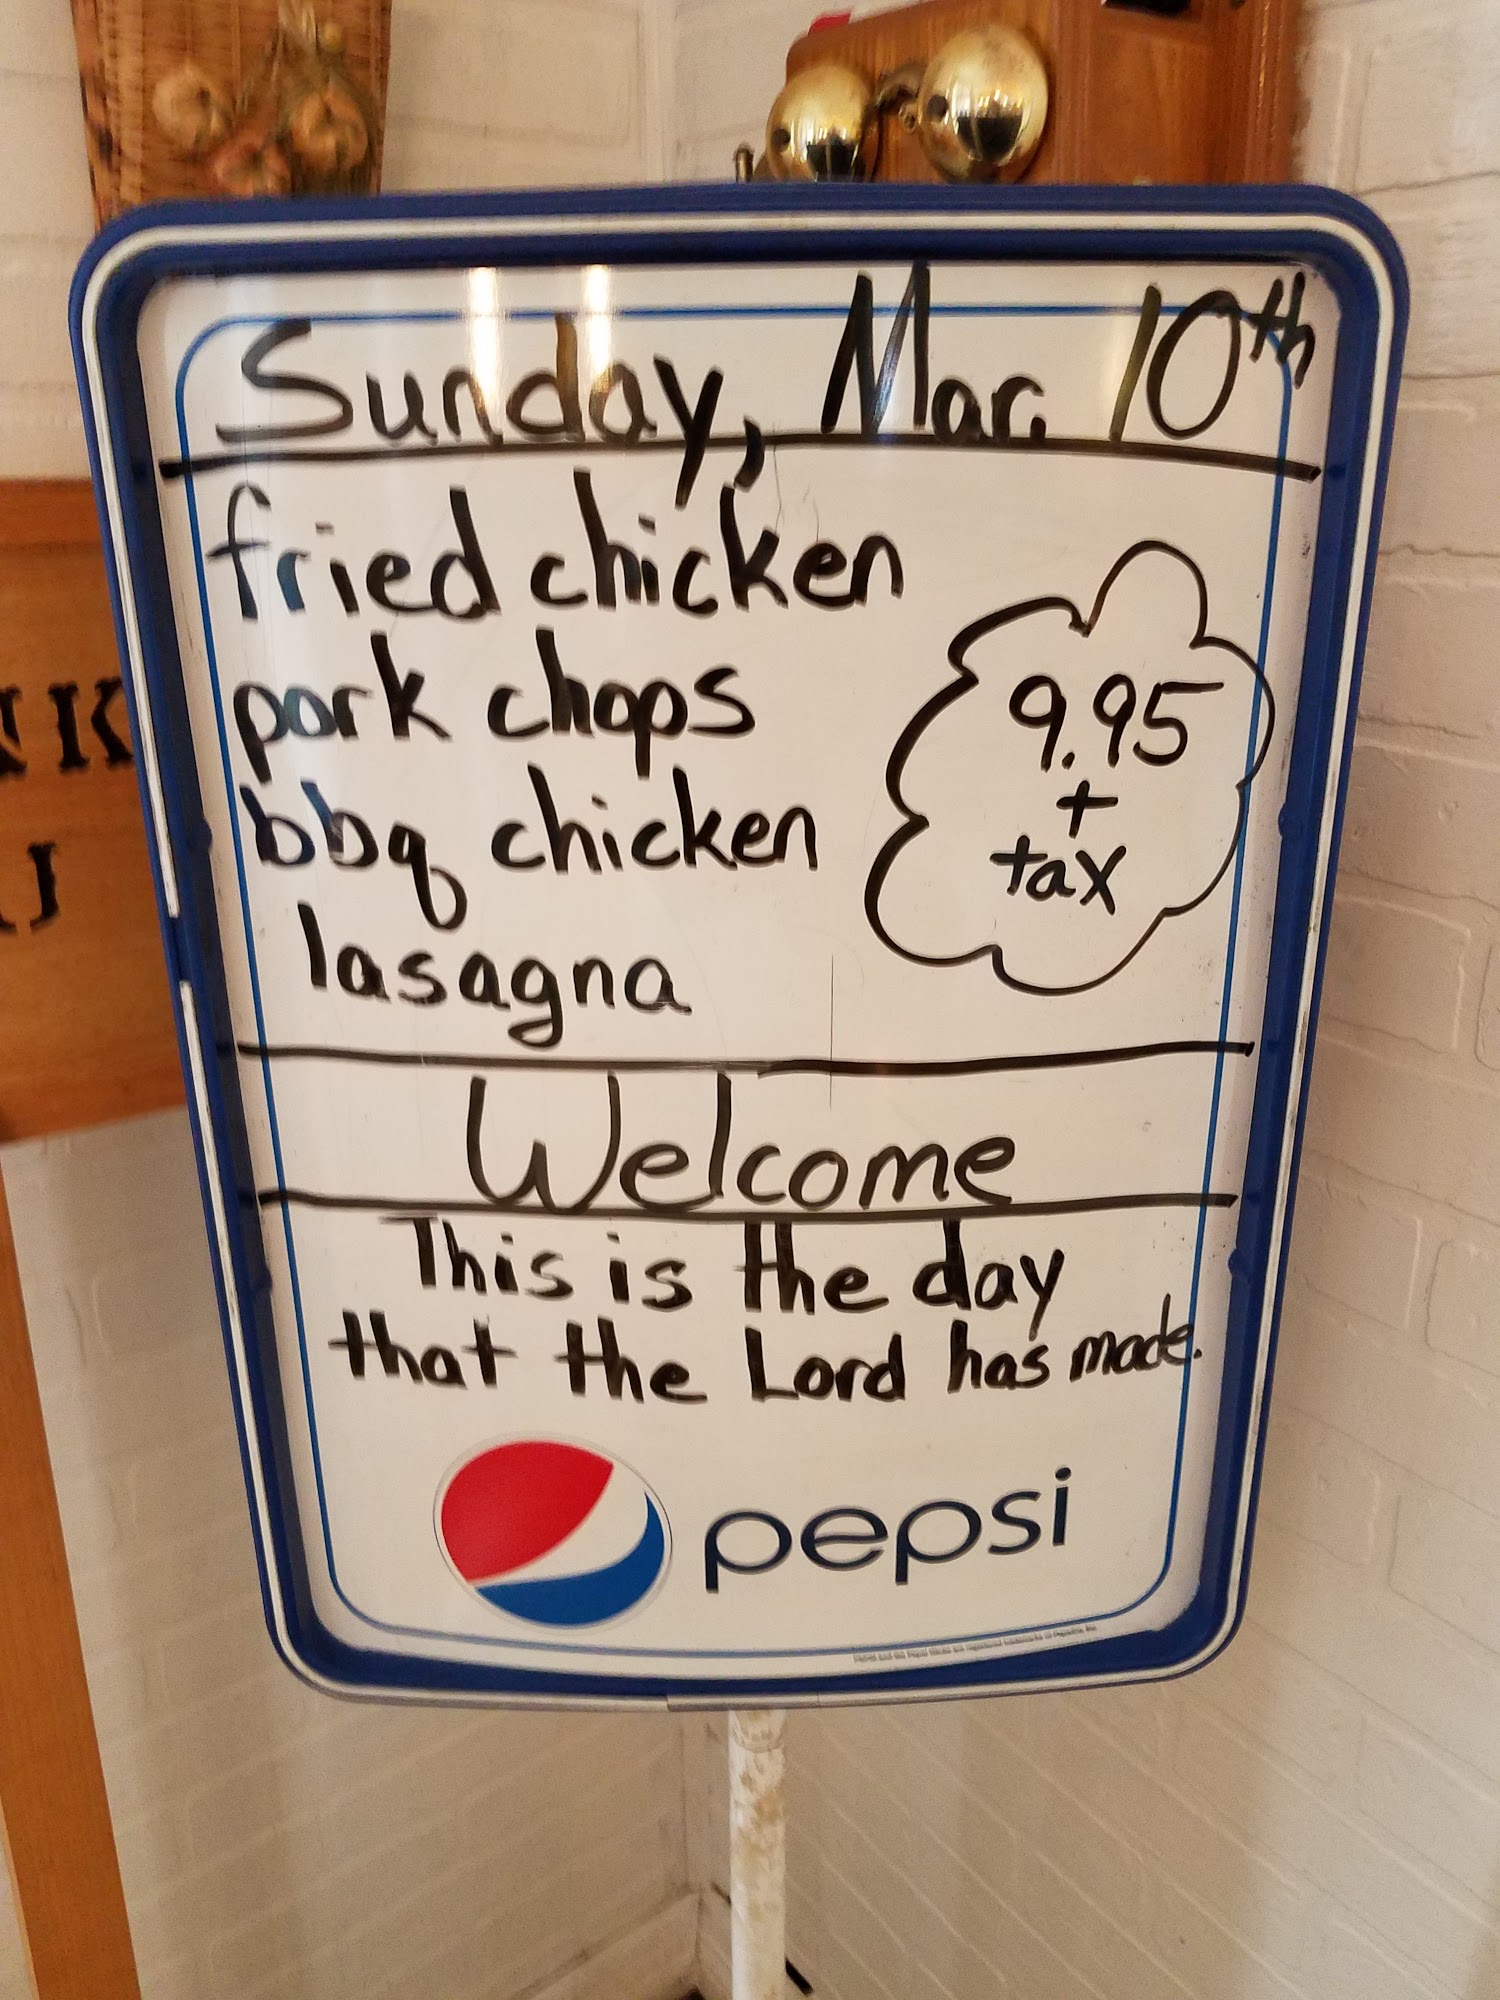 Sunday, Mar. 10th
fried chicken
pork chops
bbq chicken
lasagna
9.95
+
tax
Welcome
This is the day
that the Lord has made.
pepsi